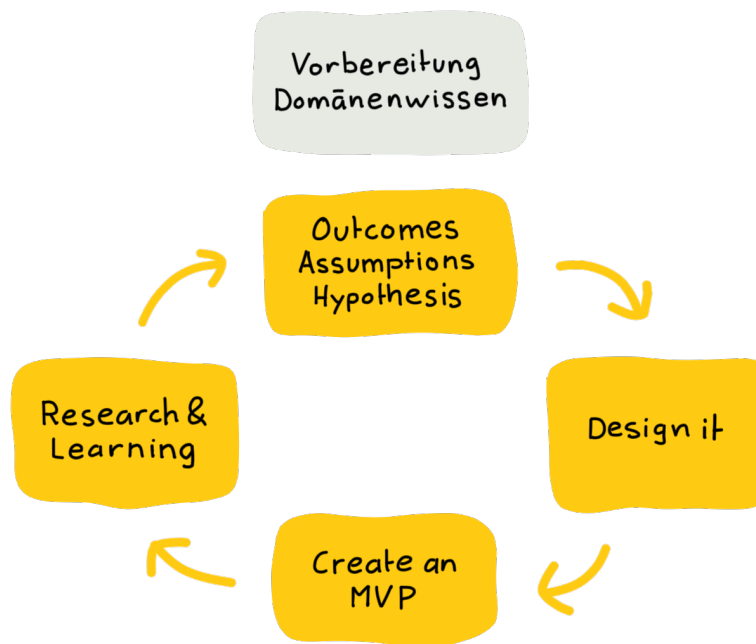 Vorbereitung
Domänenwissen
Outcomes
Assumptions
Hypothesis
Design it
Create an
MVP
Research &
Learning